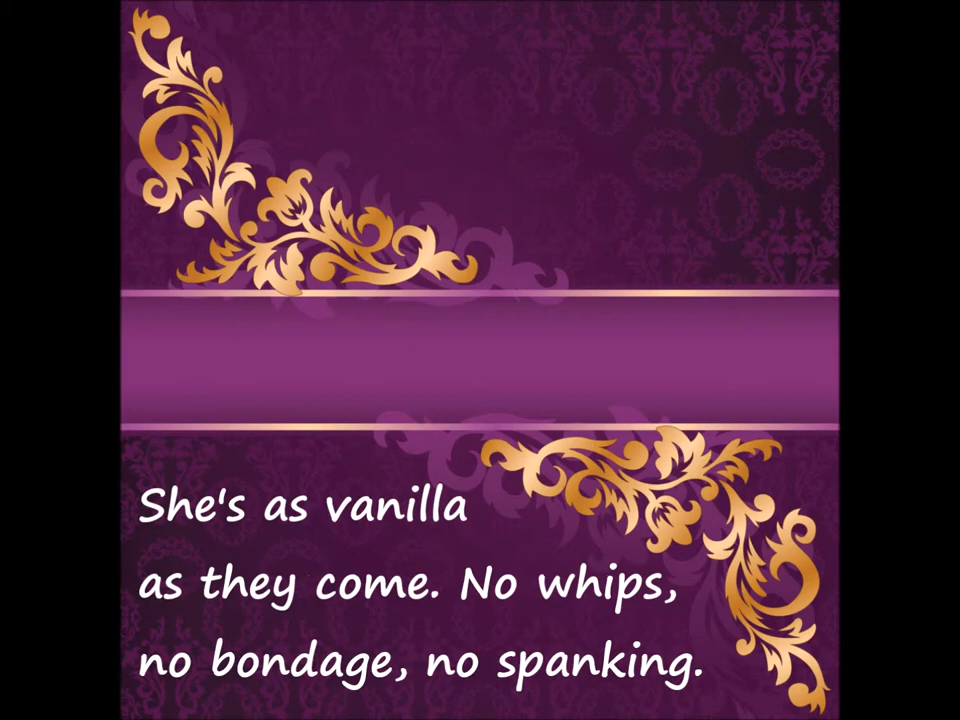 She's as vanilla
as they come. No whips,
no bondage, no spanking.